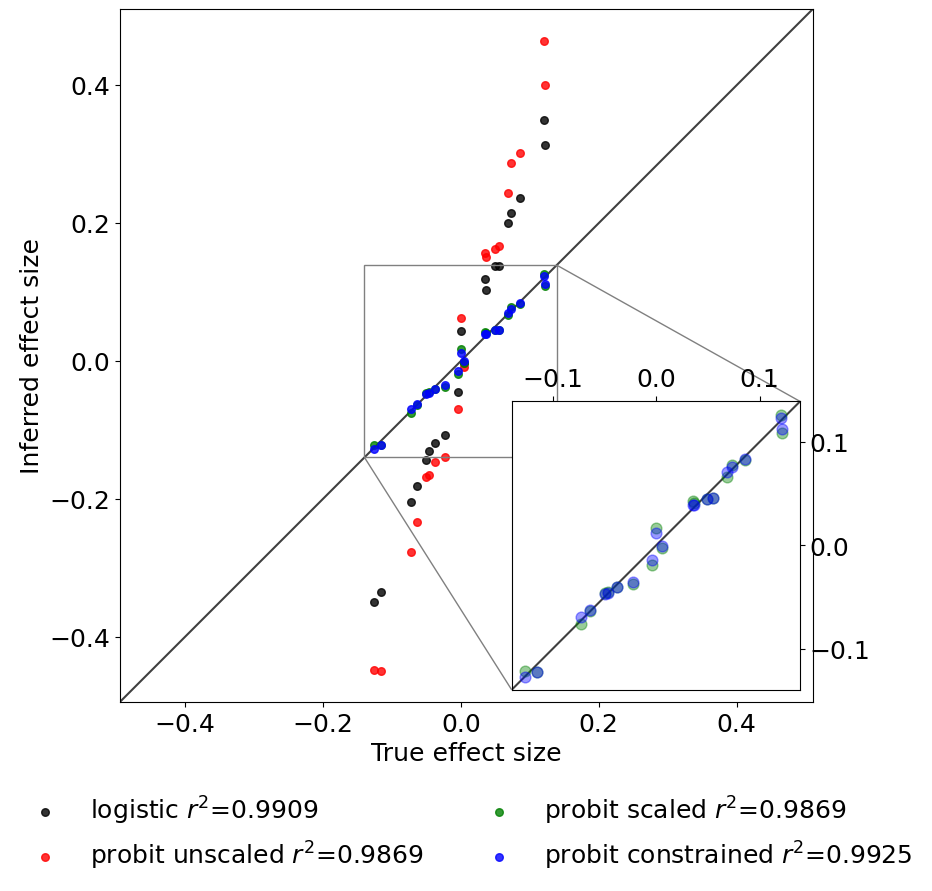 0.4
0.2
0.0
−0.2
−0.4
Inferred effect size
−0.1 0.0 0.1
0.1
0.0
−0.1
−0.4 −0.2 0.0 0.2 0.4
True effect size
logistic r²=0.9909
probit unscaled r²=0.9869
probit scaled r²=0.9869
probit constrained r²=0.9925